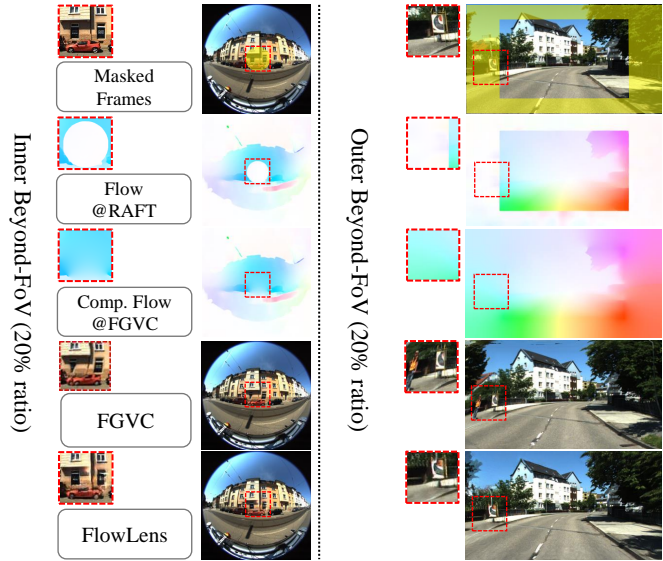 Inner Beyond-FoV (20% ratio)
Masked
Frames
Flow
@RAFT
Comp. Flow
@FGVC
FGVC
FlowLens
Outer Beyond-FoV (20% ratio)